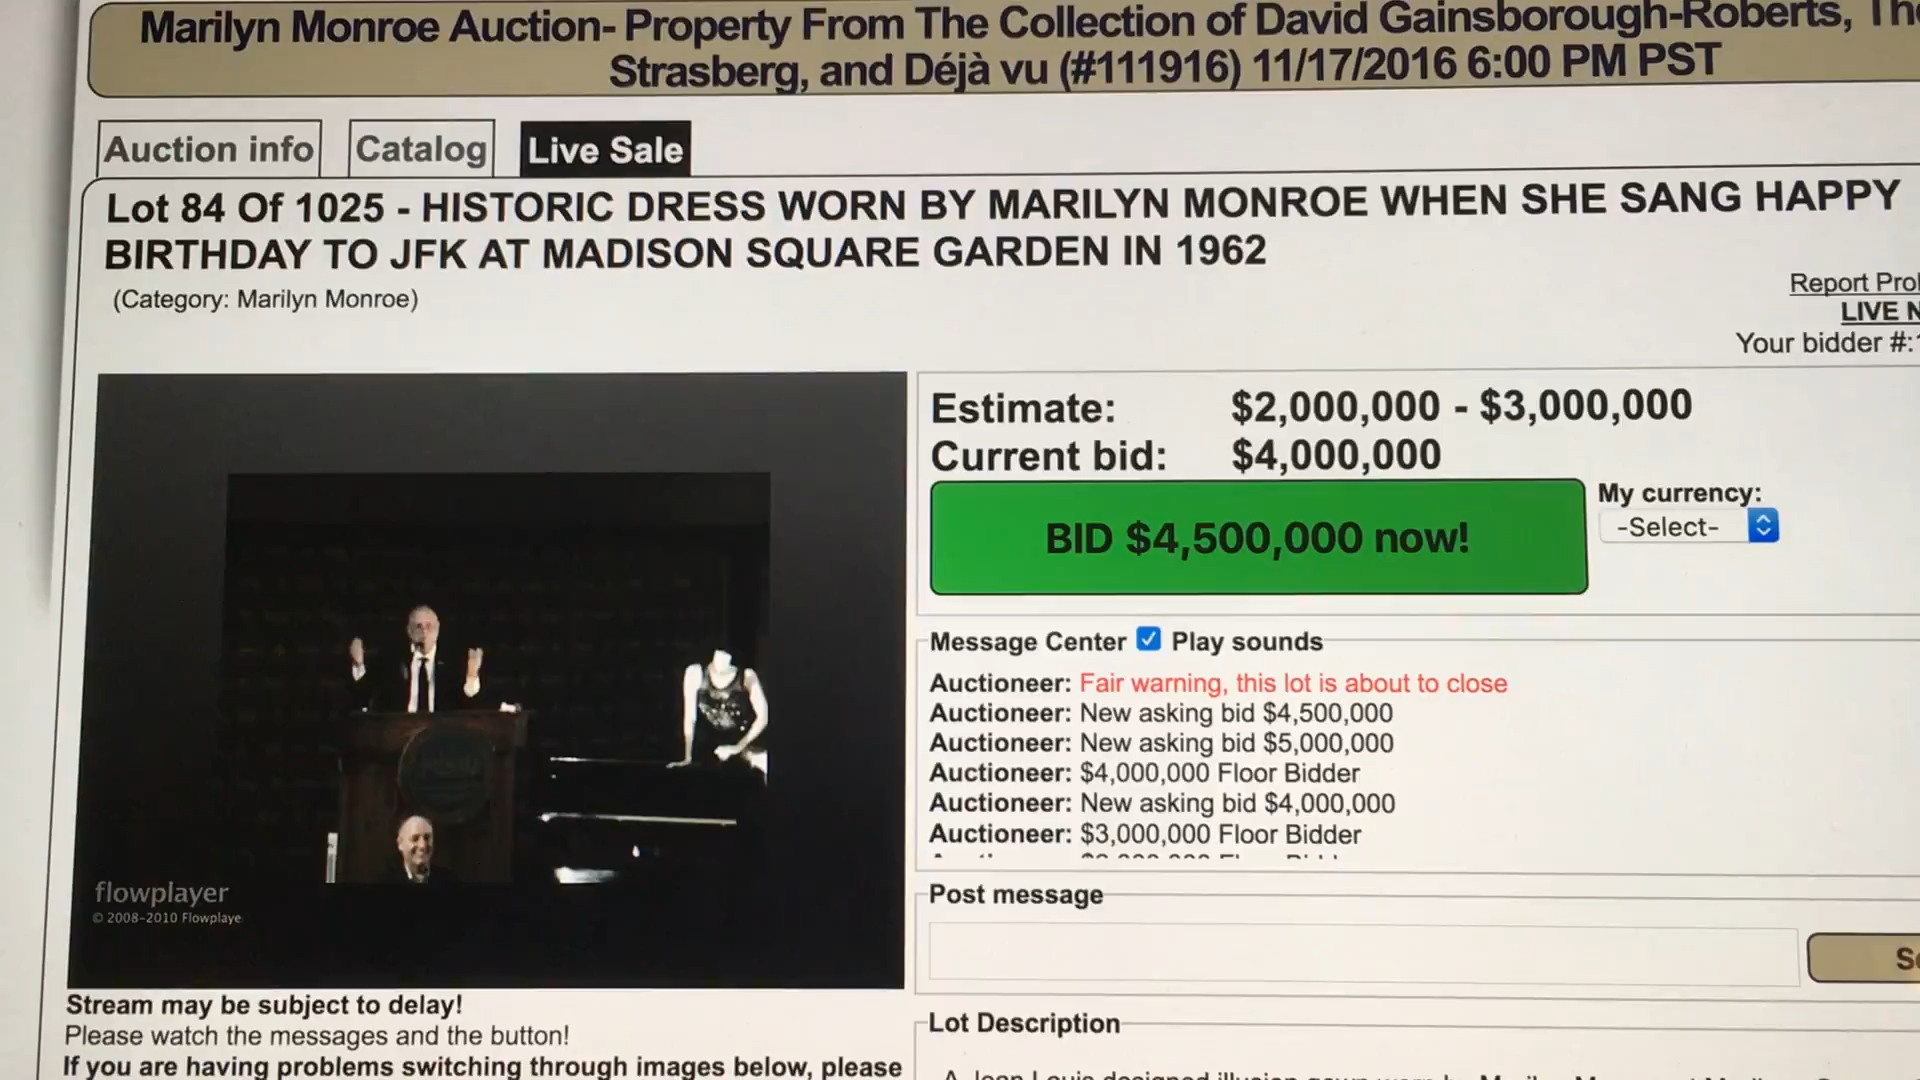 Marilyn Monroe Auction- Property From The Collection of David Gainsborough-Roberts, The
Strasberg, and Déjà vu (#111916) 11/17/2016 6:00 PM PST
Auction info
Catalog
Live Sale
Lot 84 Of 1025 - HISTORIC DRESS WORN BY MARILYN MONROE WHEN SHE SANG HAPPY
BIRTHDAY TO JFK AT MADISON SQUARE GARDEN IN 1962
(Category: Marilyn Monroe)
Report
LIVE
Your bidder #:
Estimate: $2,000,000 - $3,000,000
Current bid: $4,000,000
BID $4,500,000 now!
My currency:
-Select-
Message Center Play sounds
Auctioneer: Fair warning, this lot is about to close
Auctioneer: New asking bid $4,500,000
Auctioneer: New asking bid $5,000,000
Auctioneer: $4,000,000 Floor Bidder
Auctioneer: New asking bid $4,000,000
Auctioneer: $3,000,000 Floor Bidder
flowplayer
© 2008-2010 Flowplaye
Post message
Stream may be subject to delay!
Please watch the messages and the button!
If you are having problems switching through images below, please
Lot Description